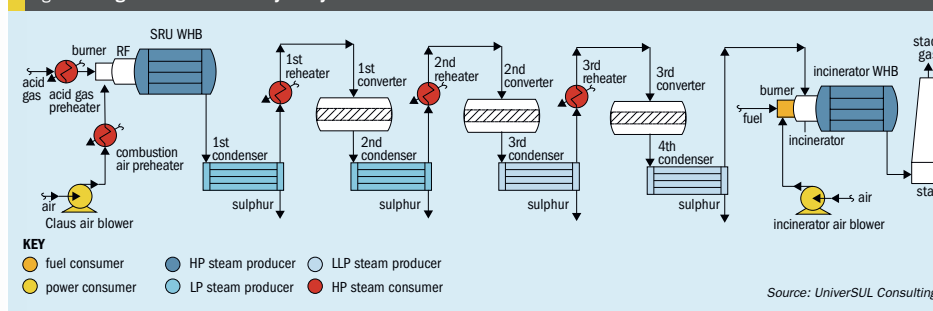 SRU WHB
burner
RF
acid
gas
acid gas
preheater
combustion
air preheater
air
Claus air blower
1st
condenser
sulphur
1st
reheater
1st
converter
2nd
condenser
sulphur
2nd
reheater
2nd
converter
3rd
condenser
sulphur
3rd
reheater
3rd
converter
4th
condenser
sulphur
incinerator WHB
burner
fuel
incinerator
air
incinerator air blower
KEY
fuel consumer
HP steam producer
LLP steam producer
power consumer
LP steam producer
HP steam consumer
Source: UniverSUL Consulting